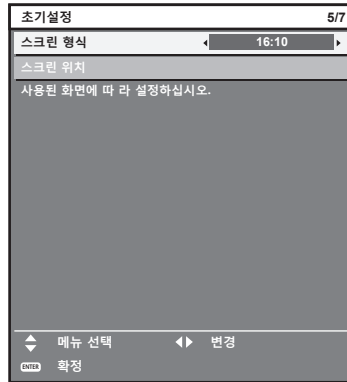 초기설정 5/7
스크린 형식 16:10
스크린 위치
사용된 화면에 따 라 설정하십시오.
메뉴 선택 변경
ENTER 확정